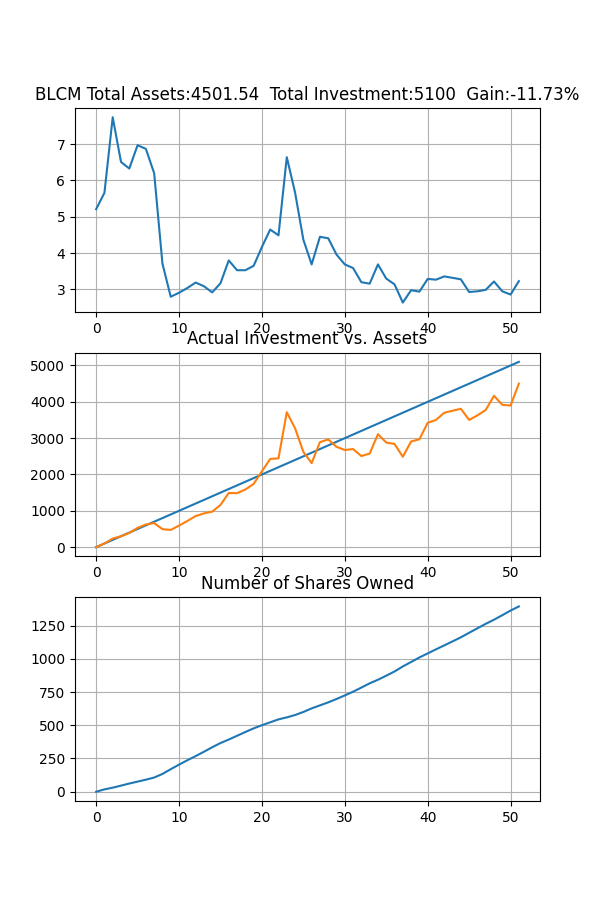 BLCM Total Assets:4501.54  Total Investment:5100  Gain:-11.73%
7
6
5
4
3
0 10 20 30 40 50
Actual Investment vs. Assets
5000
4000
3000
2000
1000
0
0 10 20 30 40 50
Number of Shares Owned
1250
1000
750
500
250
0
0 10 20 30 40 50